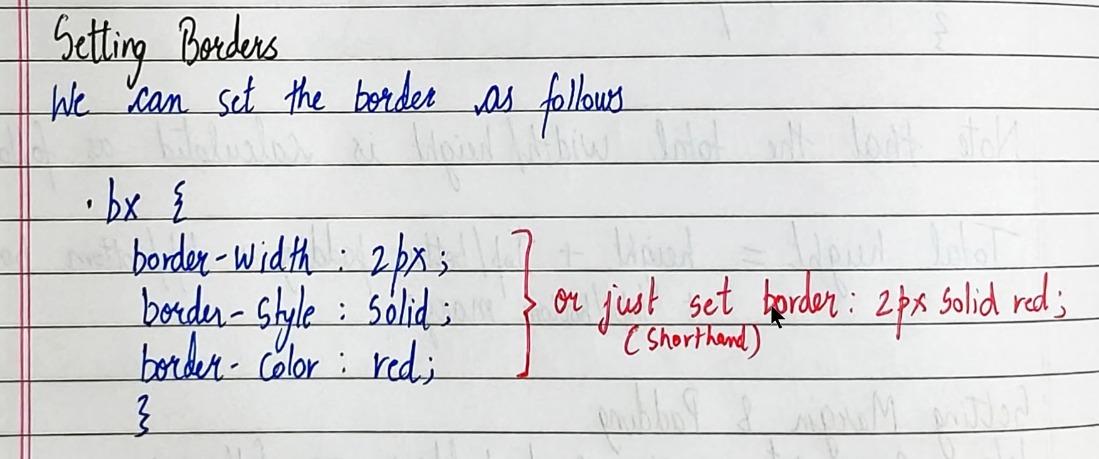 Setting Borders
We can set the border as follows
.bx {
border-width : 2px;
border-style : solid;
border-color : red;
}
or just set border: 2px solid red;
(shorthand)